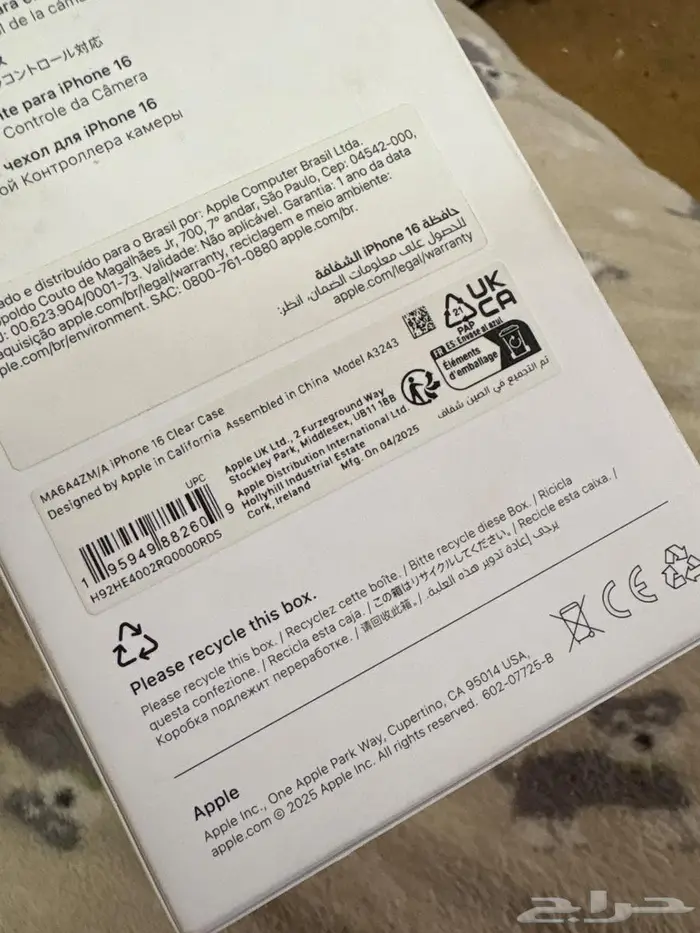 de la câmera
コントロール対応
para iPhone 16
Controle da Câmera
чехол для iPhone 16
Контроллера камеры
ado e distribuído para o Brasil por: Apple Computer Brasil Ltda.
opoldo Couto de Magalhães Jr, 700, 7º andar, São Paulo, Cep: 04542-000,
: 00.623.904/0001-73. Validade: Não aplicável. Garantia: 1 ano da data
aquisição apple.com/br/legal/warranty, reciclagem e meio ambiente:
ple.com/br/environment. SAC: 0800-761-0880 apple.com/br.
حافظة iPhone 16 الشفافة
للحصول على معلومات الضمان، انظر:
apple.com/legal/warranty
MA6A4ZM/A iPhone 16 Clear Case
Designed by Apple in California Assembled in China Model A3243
UPC
1 95949 88260 9
H92HE4002RQ0000RDS
Apple UK Ltd., 2 Furzeground Way
Stockley Park, Middlesex, UB11 1BB
Apple Distribution International Ltd.
Hollyhill Industrial Estate
Cork, Ireland Mfg. On 04/2025
21
PAP
UK
CA
FR ES: Envase al azul
Éléments
d'emballage
تم التجميع في الصين شفاف
Please recycle this box.
Please recycle this box. / Recyclez cette boîte. / Bitte recycle diese Box. / Ricicla
questa confezione. / Recicla esta caja. / この箱はリサイクルしてください。 / Recicle esta caixa. /
Коробка подлежит переработке. / 请回收此箱。 / يرجى إعادة تدوير هذه العلبة.
CE
Apple
Apple Inc., One Apple Park Way, Cupertino, CA 95014 USA,
apple.com © 2025 Apple Inc. All rights reserved. 602-07725-B
حراج